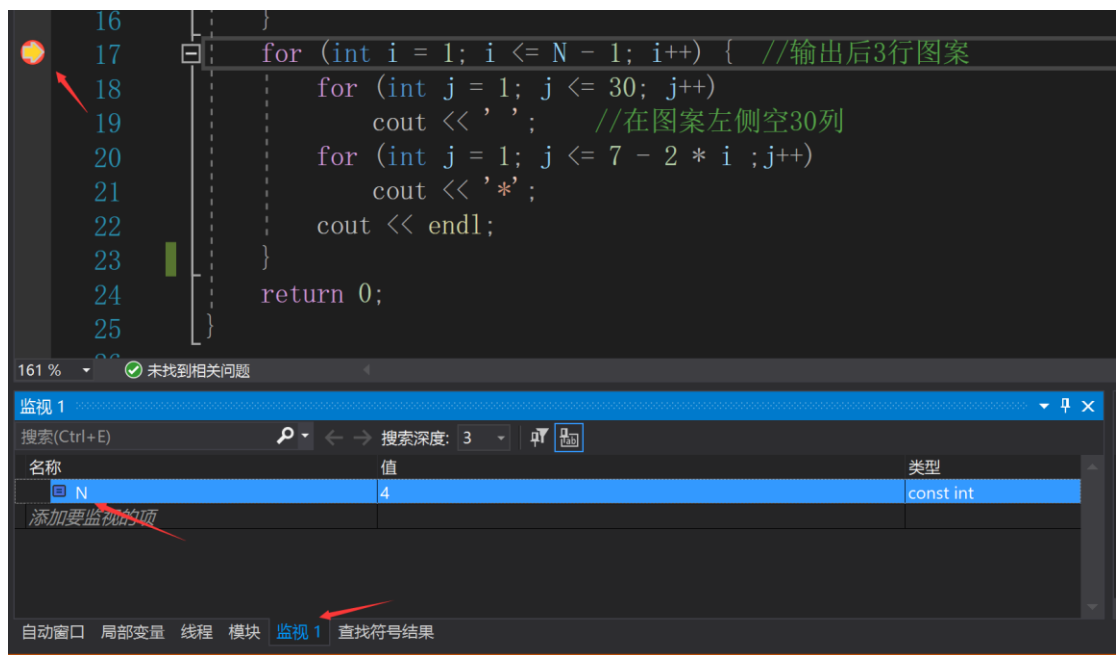 16 }
17 for (int i = 1; i <= N - 1; i++) { //输出后3行图案
18 for (int j = 1; j <= 30; j++)
19 cout << ' '; //在图案左侧空30列
20 for (int j = 1; j <= 7 - 2 * i ;j++)
21 cout << '*';
22 cout << endl;
23 }
24 return 0;
25 }
161 % 未找到相关问题
监视 1
搜索(Ctrl+E) 搜索深度: 3
名称 值 类型
N 4 const int
添加要监视的项
自动窗口 局部变量 线程 模块 监视 1 查找符号结果